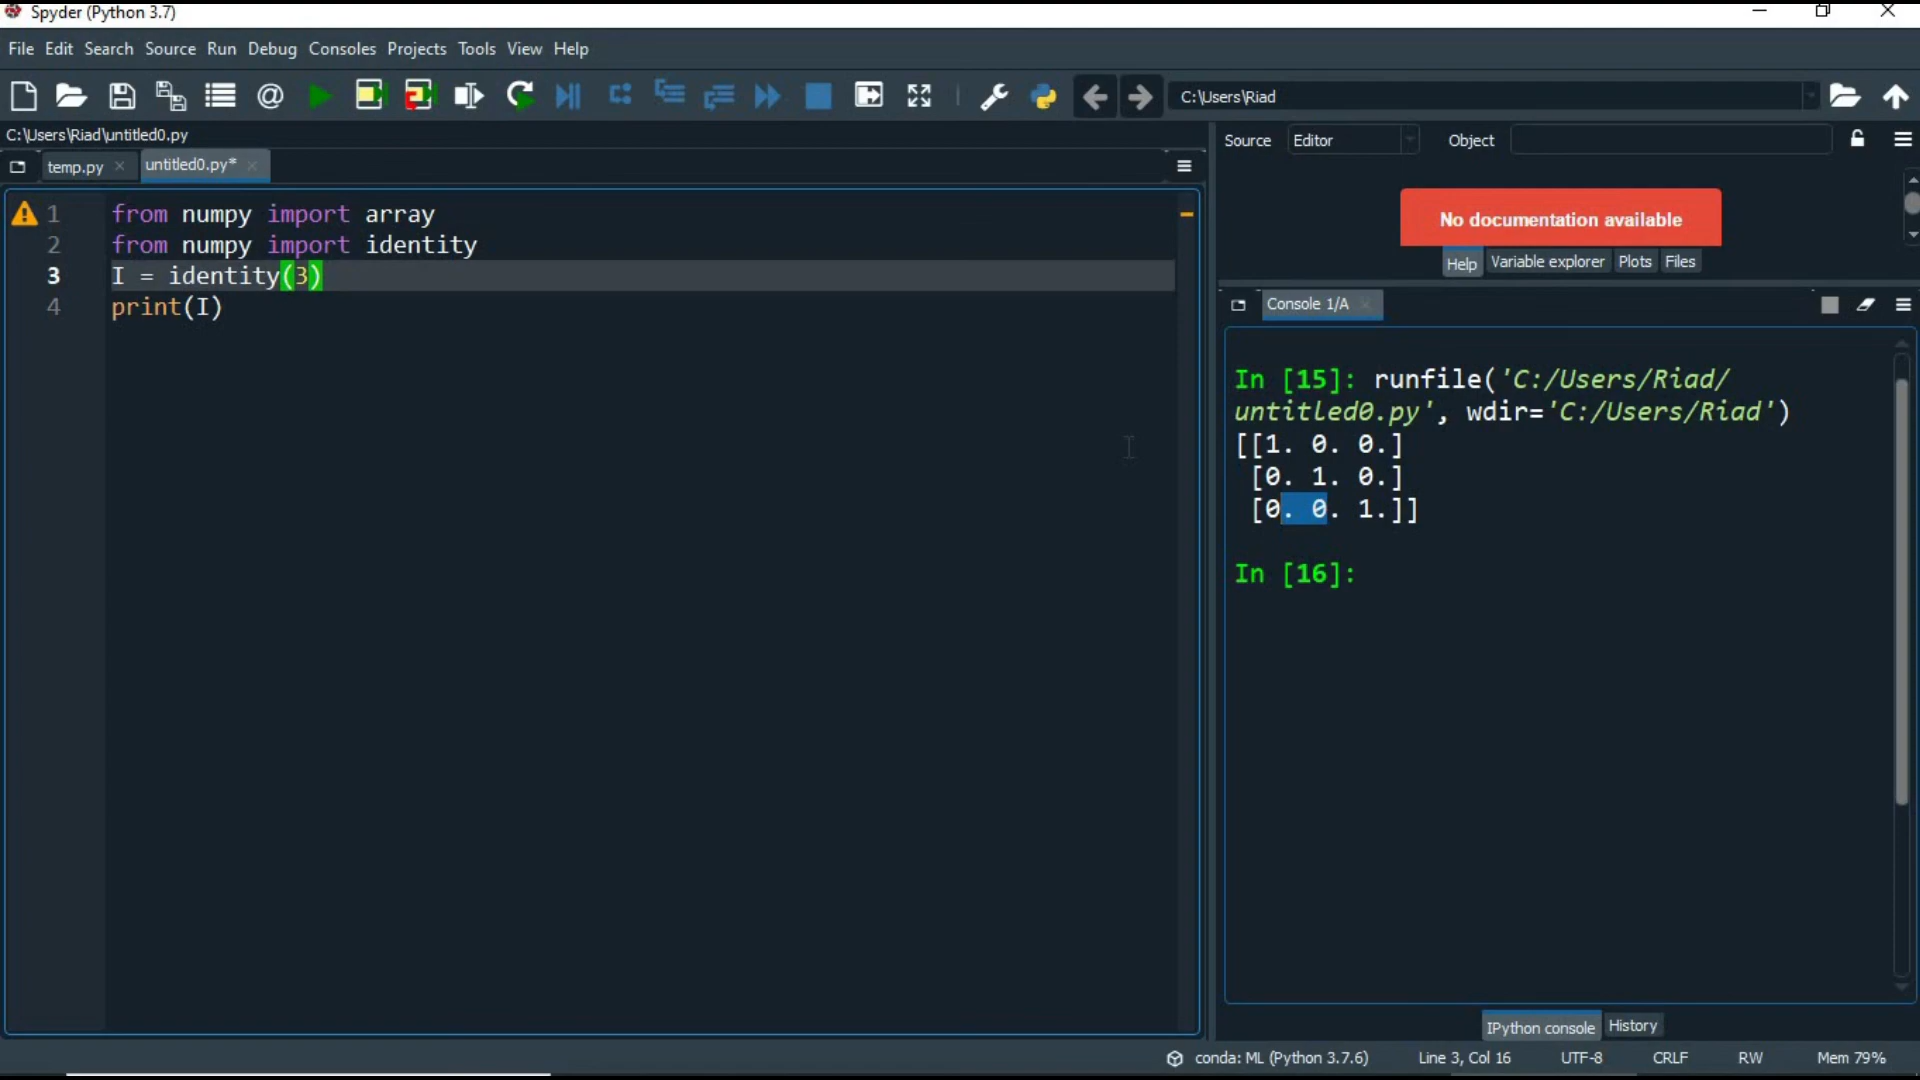 Spyder (Python 3.7)
File Edit Search Source Run Debug Consoles Projects Tools View Help
C:\Users\Riad
C:\Users\Riad\untitled0.py
temp.py
untitled0.py*
1 from numpy import array
2 from numpy import identity
3 I = identity(3)
4 print(I)
Source Editor Object
No documentation available
Help Variable explorer Plots Files
Console 1/A
In [15]: runfile('C:/Users/Riad/
untitled0.py', wdir='C:/Users/Riad')
[[1. 0. 0.]
[0. 1. 0.]
[0. 0. 1.]]
In [16]:
IPython console History
conda: ML (Python 3.7.6) Line 3, Col 16 UTF-8 CRLF RW Mem 79%